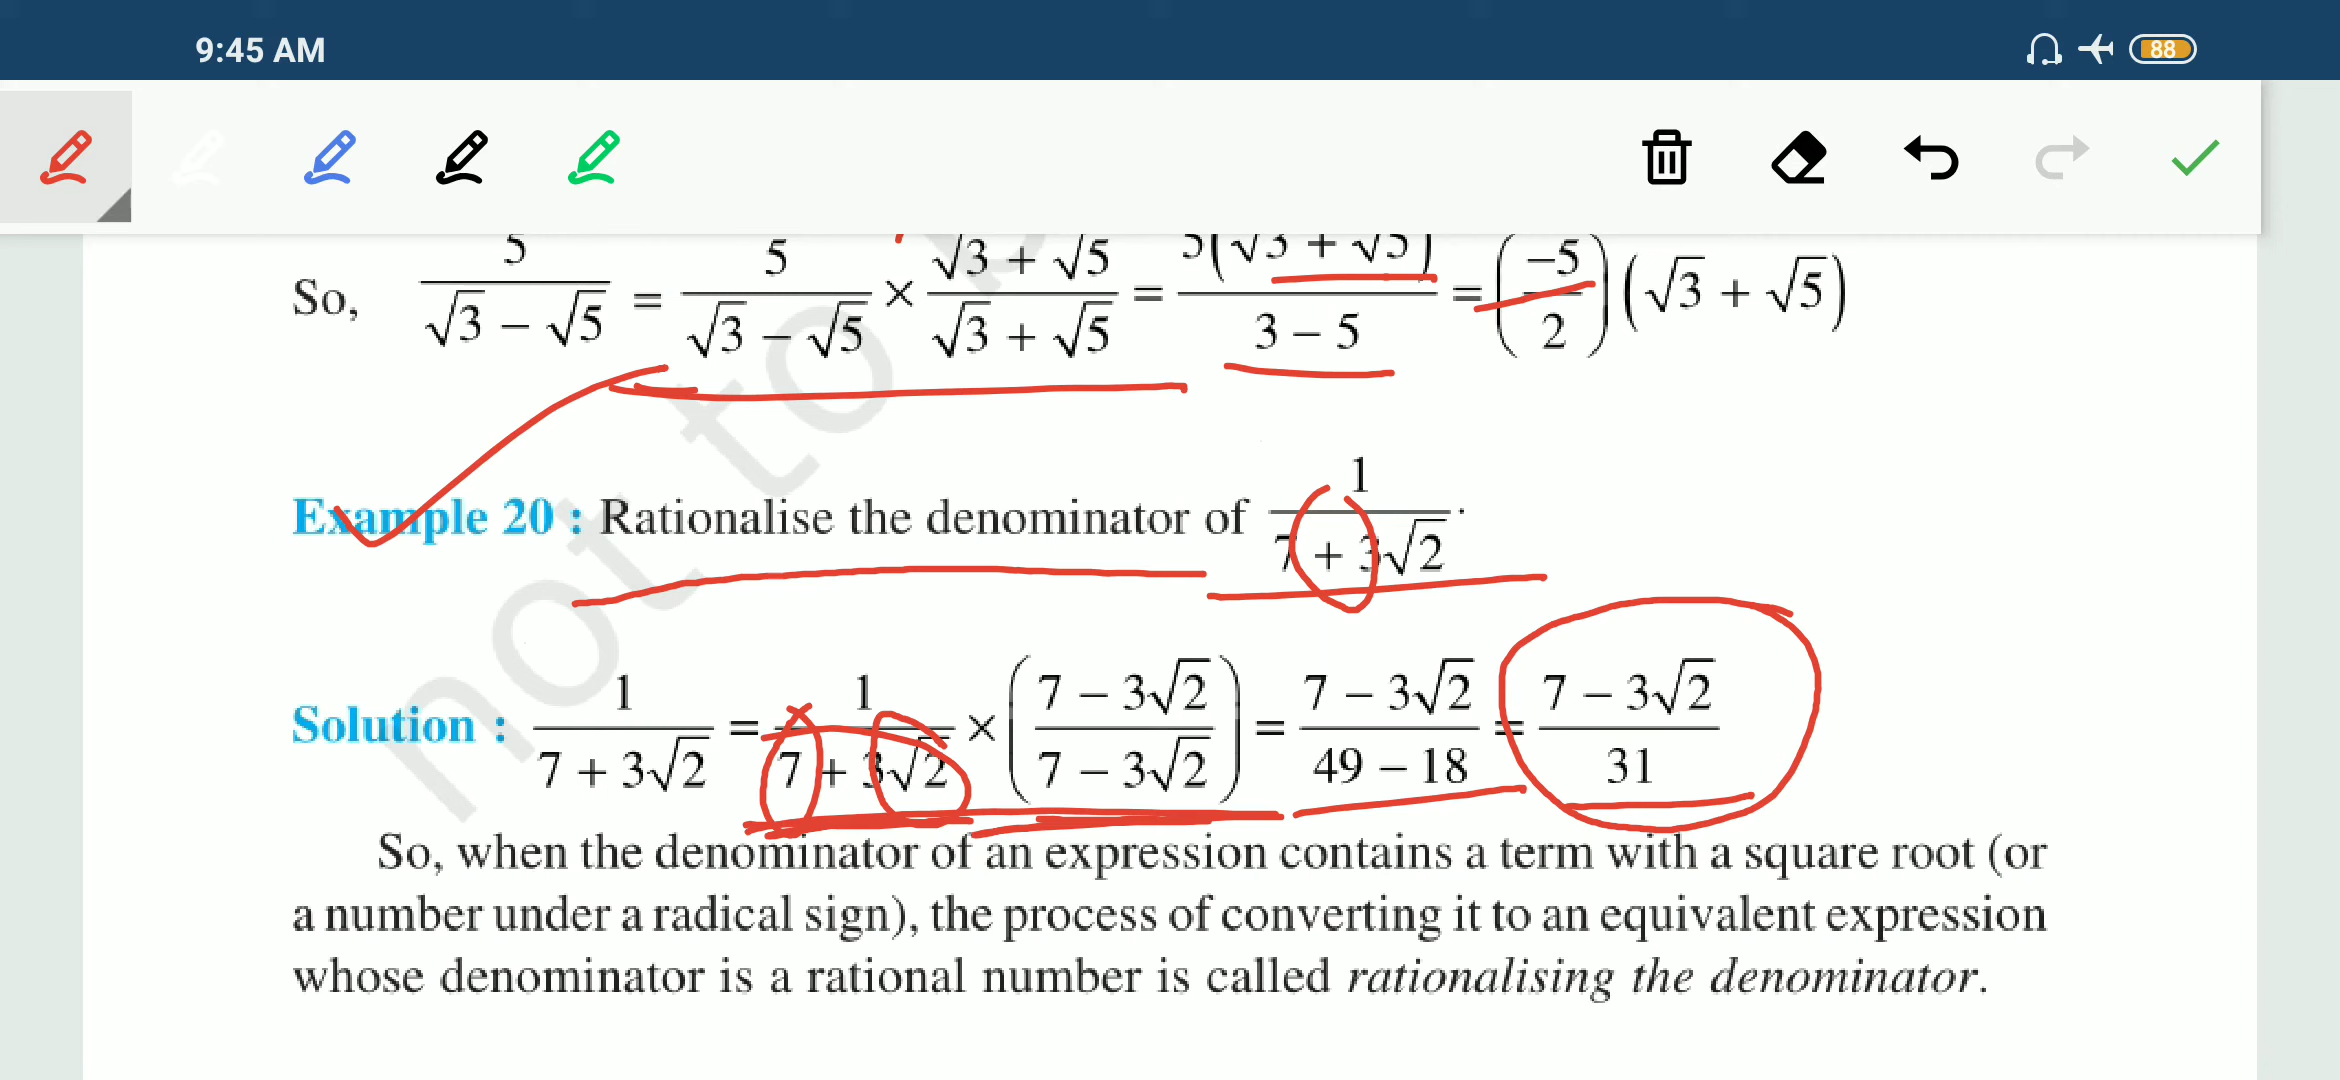 9:45 AM
88
So, 5/(√3 − √5) = 5/(√3 − √5) × (√3 + √5)/(√3 + √5) = 5(√3 + √5)/(3 − 5) = (−5/2)(√3 + √5)
Example 20 : Rationalise the denominator of 1/(7 + 3√2).
Solution : 1/(7 + 3√2) = 1/(7 + 3√2) × ((7 − 3√2)/(7 − 3√2)) = (7 − 3√2)/(49 − 18) = (7 − 3√2)/31
So, when the denominator of an expression contains a term with a square root (or
a number under a radical sign), the process of converting it to an equivalent expression
whose denominator is a rational number is called rationalising the denominator.
not to